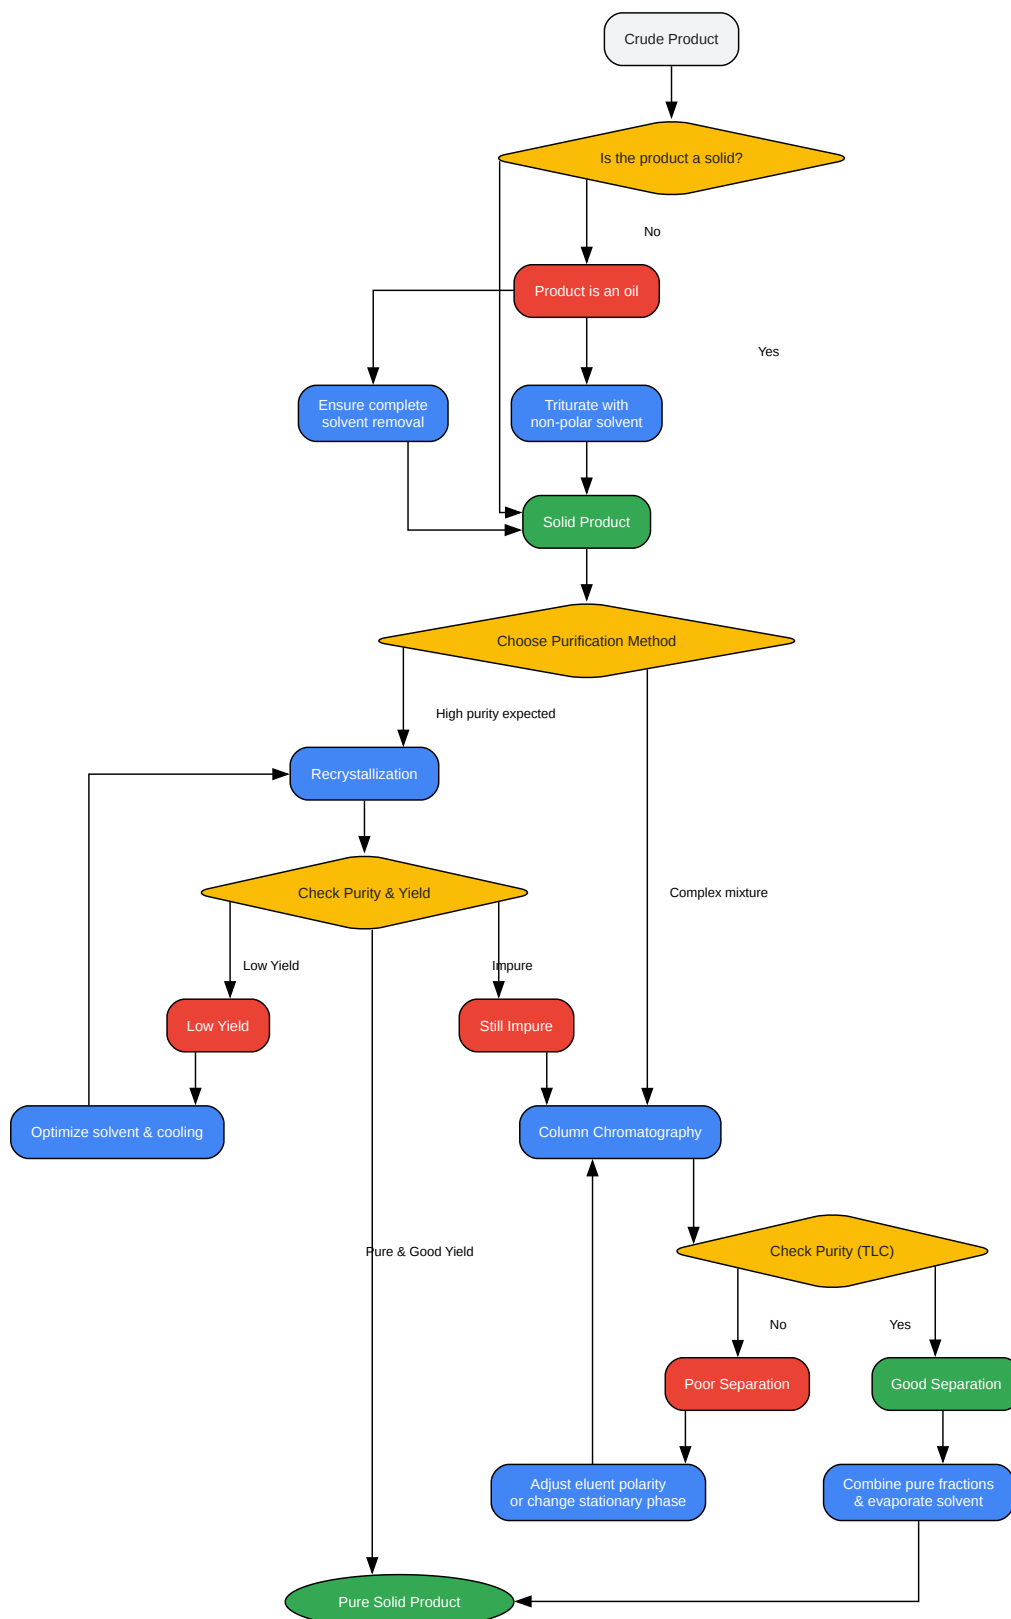 Crude Product
Is the product a solid?
No
Product is an oil
Yes
Ensure complete
solvent removal
Triturate with
non-polar solvent
Solid Product
Choose Purification Method
High purity expected
Recrystallization
Check Purity & Yield
Complex mixture
Low Yield
Impure
Low Yield
Still Impure
Optimize solvent & cooling
Column Chromatography
Pure & Good Yield
Check Purity (TLC)
No
Yes
Poor Separation
Good Separation
Adjust eluent polarity
or change stationary phase
Combine pure fractions
& evaporate solvent
Pure Solid Product